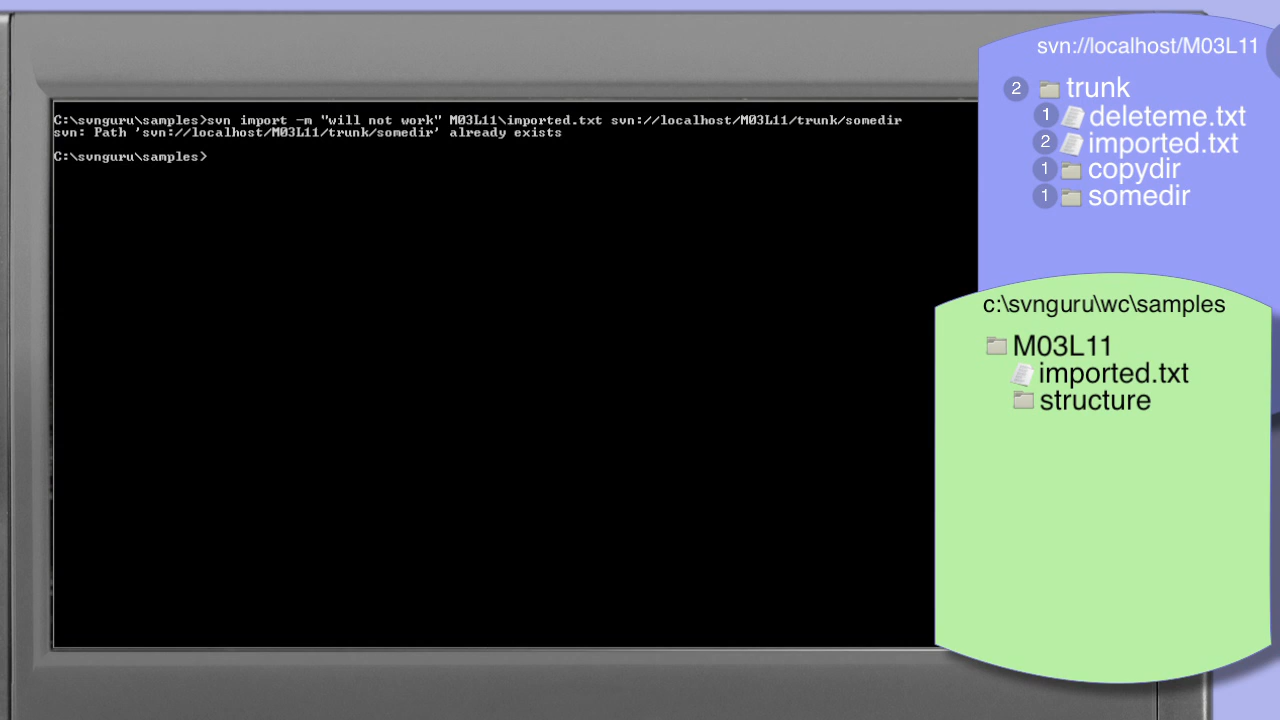 C:\svnguru\samples>svn import -m "will not work" M03L11\imported.txt svn://localhost/M03L11/trunk/somedir
svn: Path 'svn://localhost/M03L11/trunk/somedir' already exists
C:\svnguru\samples>
svn://localhost/M03L11
2 trunk
1 deleteme.txt
2 imported.txt
1 copydir
1 somedir
c:\svnguru\wc\samples
M03L11
imported.txt
structure